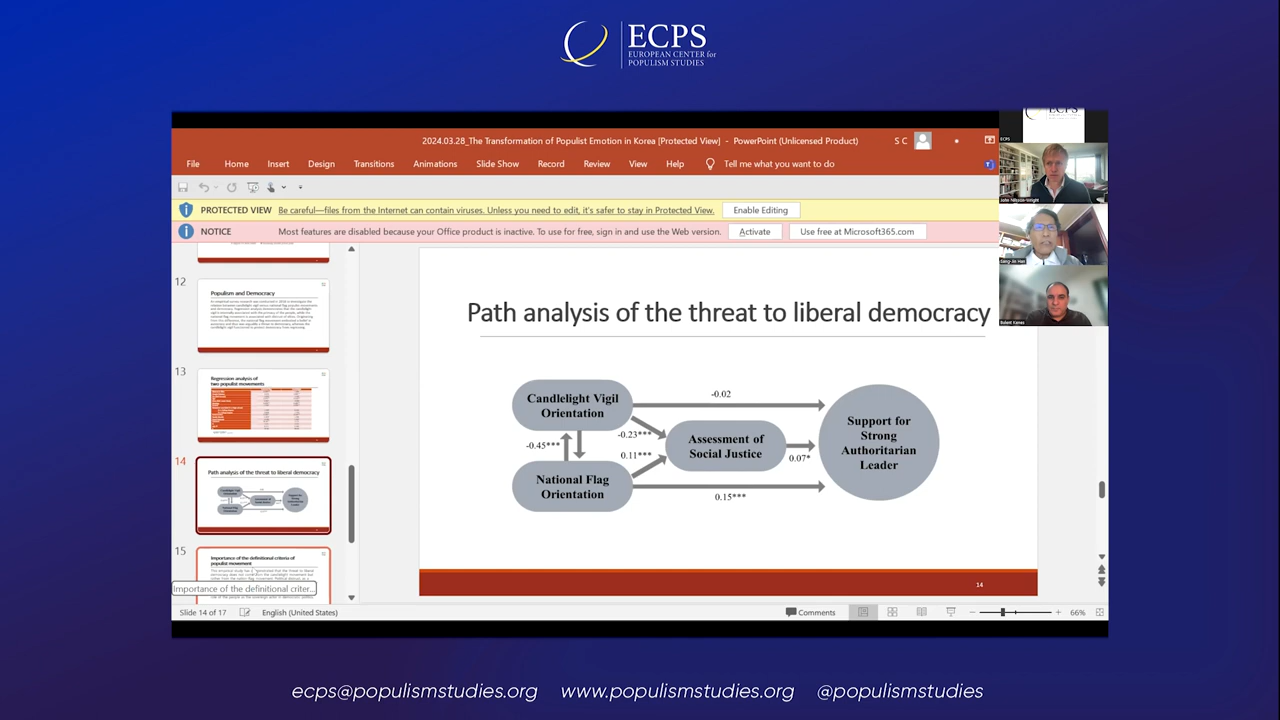 ECPS
EUROPEAN CENTER for
POPULISM STUDIES
2024.03.28_The Transformation of Populist Emotion in Korea [Protected View] - PowerPoint (Unlicensed Product)
S C
File Home Insert Design Transitions Animations Slide Show Record Review View Help Tell me what you want to do
PROTECTED VIEW Be careful—files from the Internet can contain viruses. Unless you need to edit, it's safer to stay in Protected View. Enable Editing
NOTICE Most features are disabled because your Office product is inactive. To use for free, sign in and use the Web version. Activate Use free at Microsoft365.com
12
Populism and Democracy
13
Regression analysis of
two populist movements
14
Path analysis of the threat to liberal democracy
15
Importance of the definitional criteria of
populist movement
Importance of the definitional criter...
Path analysis of the threat to liberal democracy
Candlelight Vigil
Orientation
National Flag
Orientation
Assessment of
Social Justice
Support for
Strong
Authoritarian
Leader
-0.02
-0.23***
-0.45***
0.11***
0.07*
0.15***
14
ECPS
John Nilsson-Wright
Sang-Jin Han
Bulent Kenes
Slide 14 of 17 English (United States) Comments 66%
ecps@populismstudies.org www.populismstudies.org @populismstudies